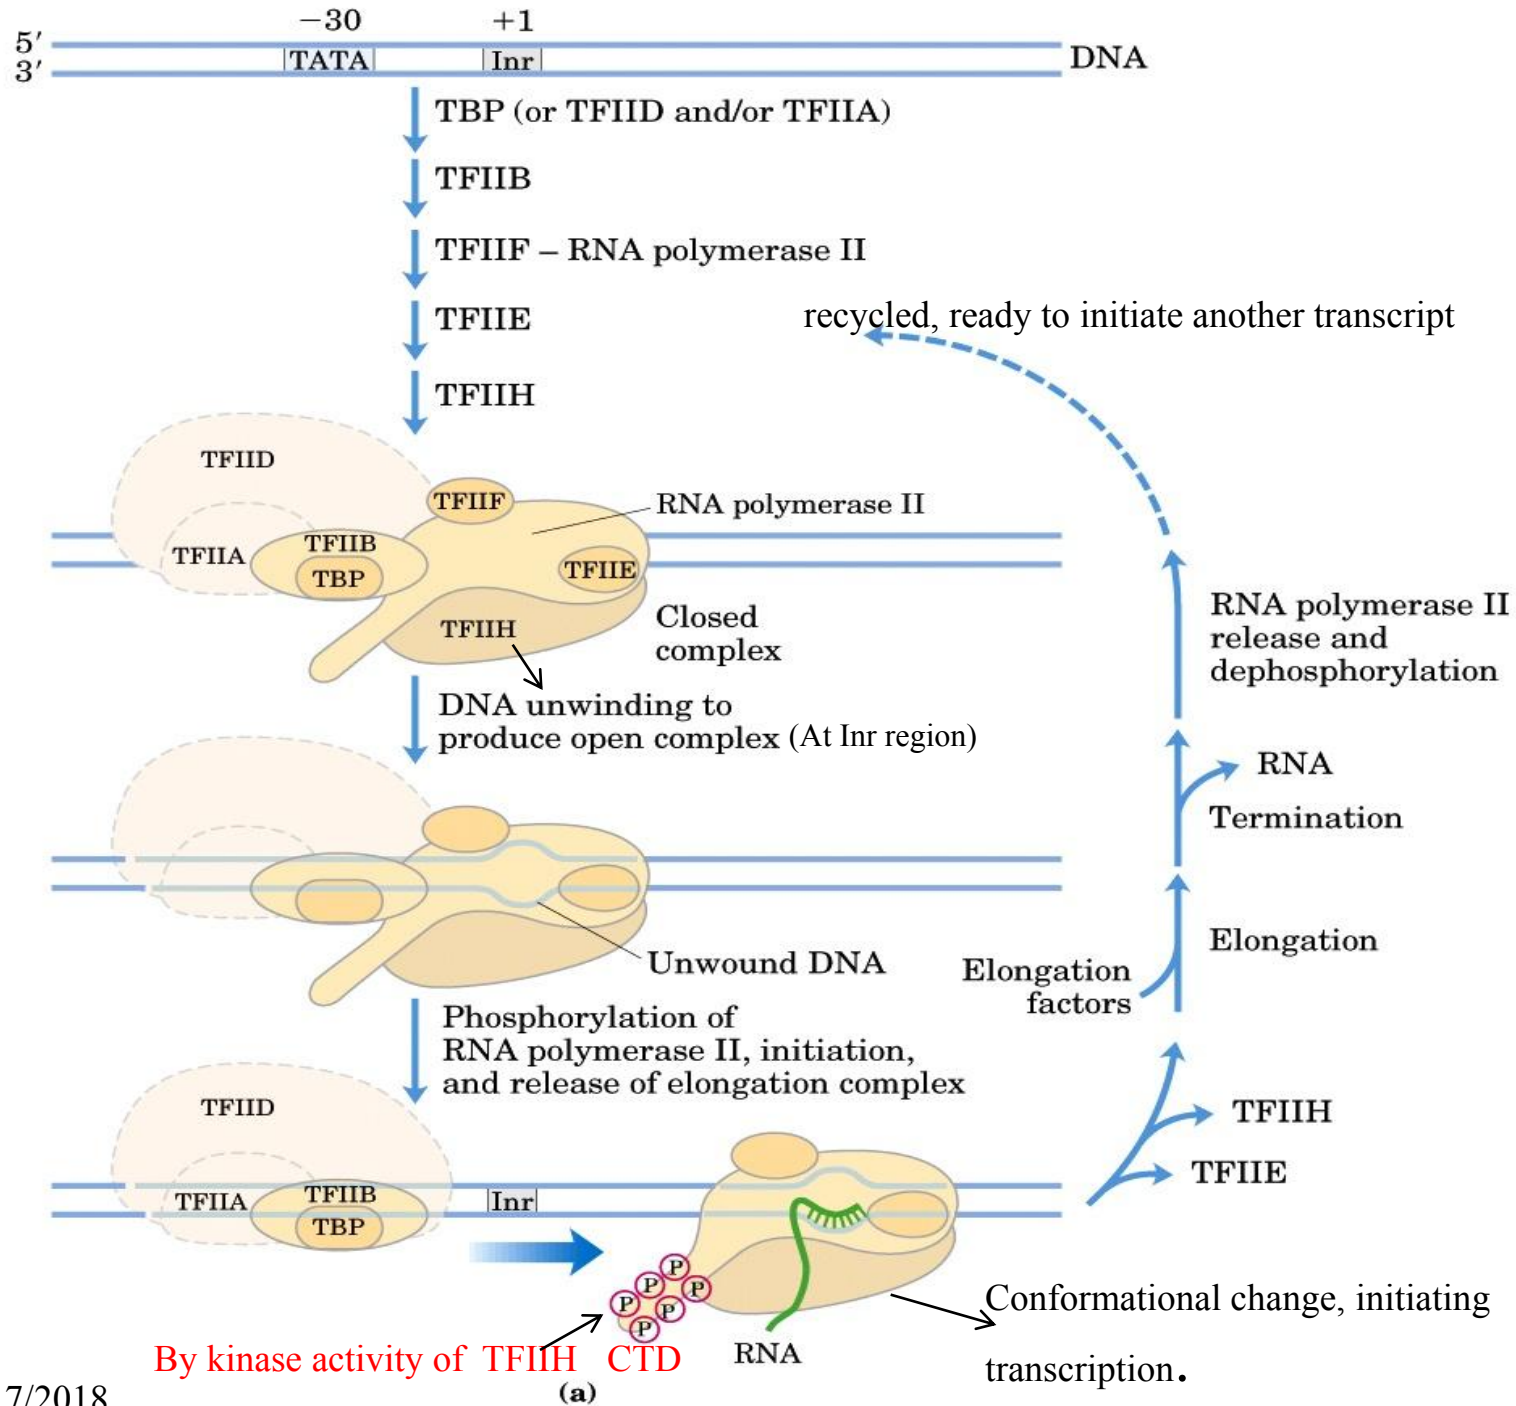 −30
+1
5′
3′
TATA
Inr
DNA
TBP (or TFIID and/or TFIIA)
TFIIB
TFIIF – RNA polymerase II
TFIIE
TFIIH
recycled, ready to initiate another transcript
TFIID
TFIIF
RNA polymerase II
TFIIA
TFIIB
TBP
TFIIE
TFIIH
Closed
complex
DNA unwinding to
produce open complex (At Inr region)
RNA polymerase II
release and
dephosphorylation
RNA
Termination
Unwound DNA
Elongation
Elongation
factors
Phosphorylation of
RNA polymerase II, initiation,
and release of elongation complex
TFIID
TFIIA
TFIIB
TBP
Inr
TFIIH
TFIIE
P
P
P
P
P
P
RNA
Conformational change, initiating
transcription.
By kinase activity of TFIIH CTD
(a)
7/2018